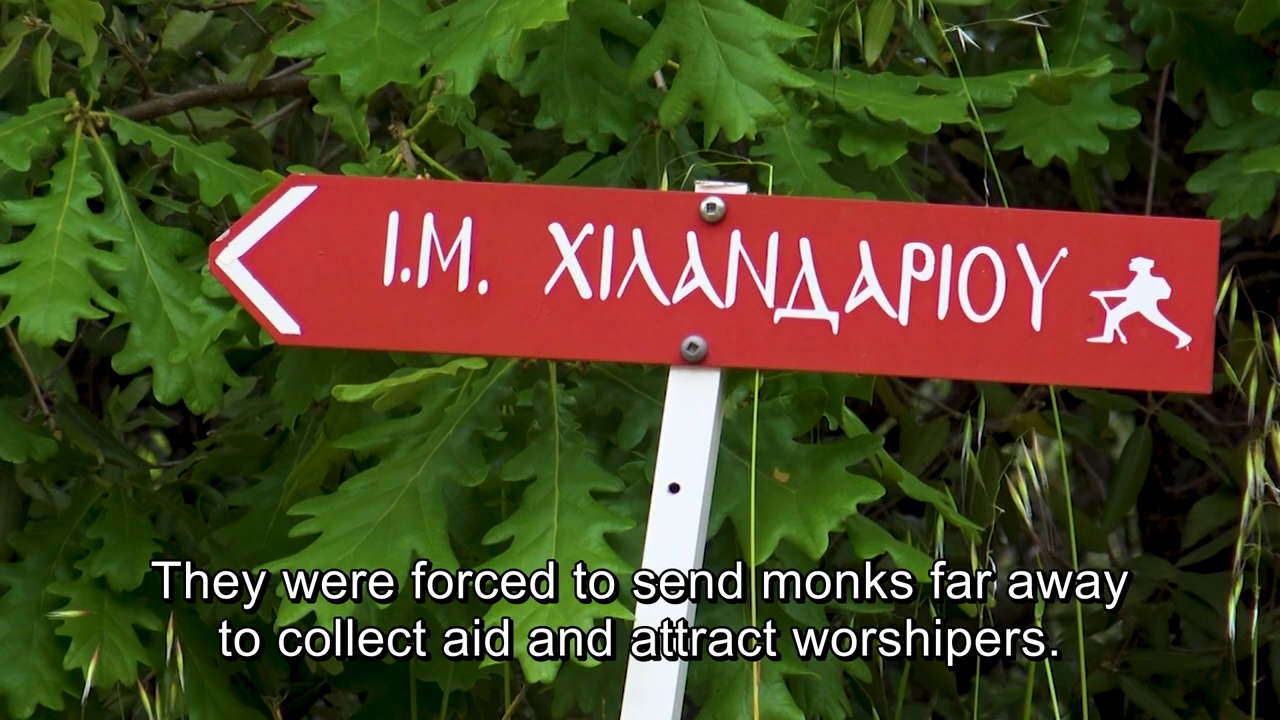 Ι.Μ. ΧΙΛΑΝΔΑΡΙΟΥ
They were forced to send monks far away
to collect aid and attract worshipers.